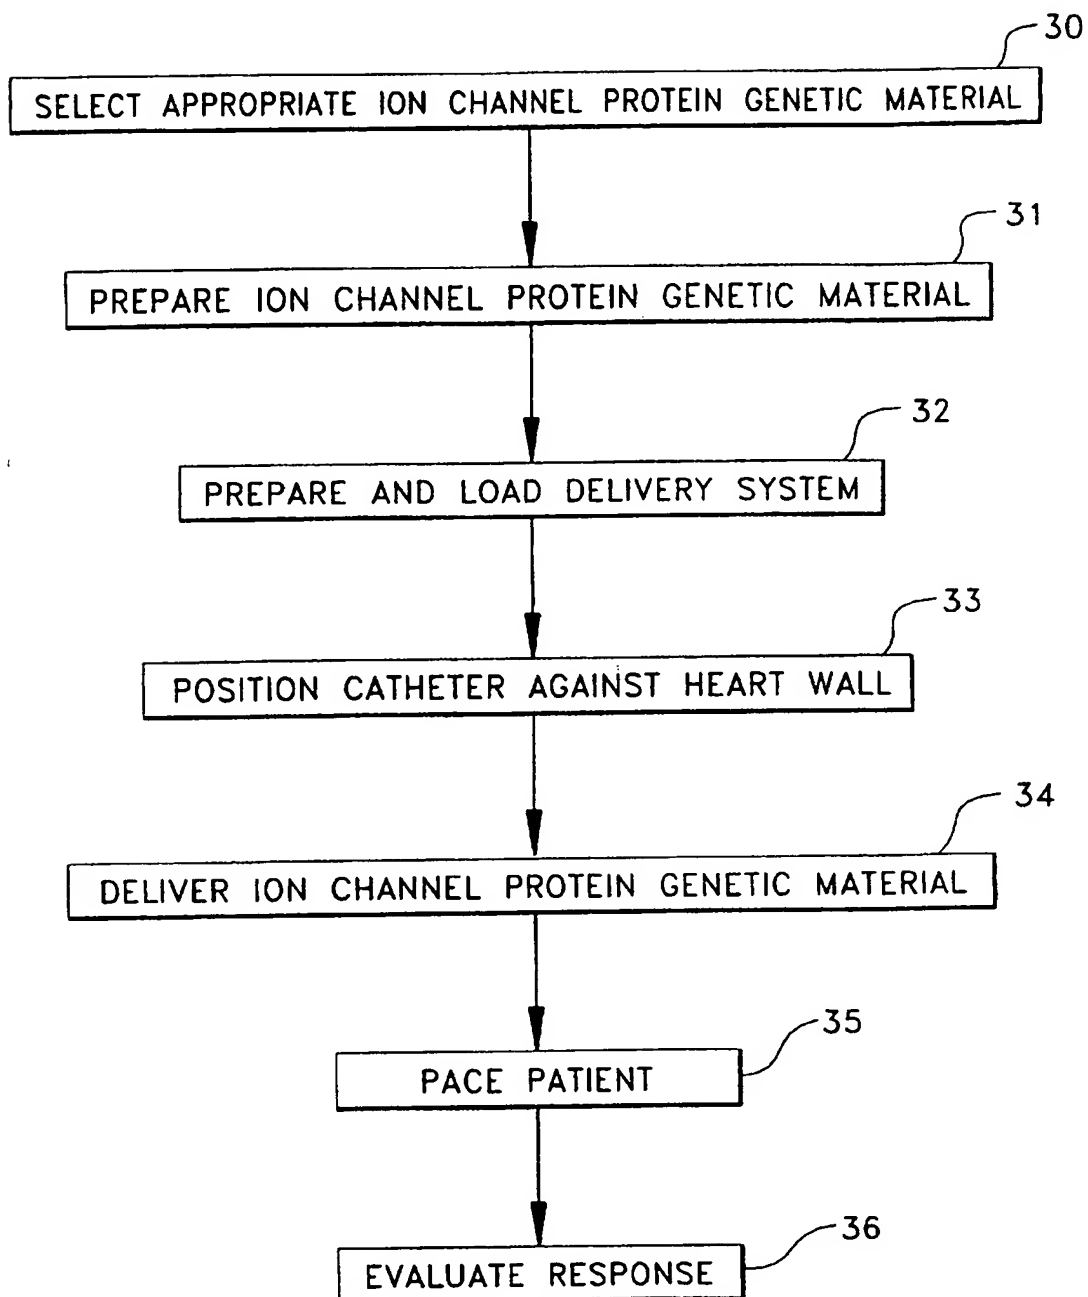 30
SELECT APPROPRIATE ION CHANNEL PROTEIN GENETIC MATERIAL
31
PREPARE ION CHANNEL PROTEIN GENETIC MATERIAL
32
PREPARE AND LOAD DELIVERY SYSTEM
33
POSITION CATHETER AGAINST HEART WALL
34
DELIVER ION CHANNEL PROTEIN GENETIC MATERIAL
35
PACE PATIENT
36
EVALUATE RESPONSE